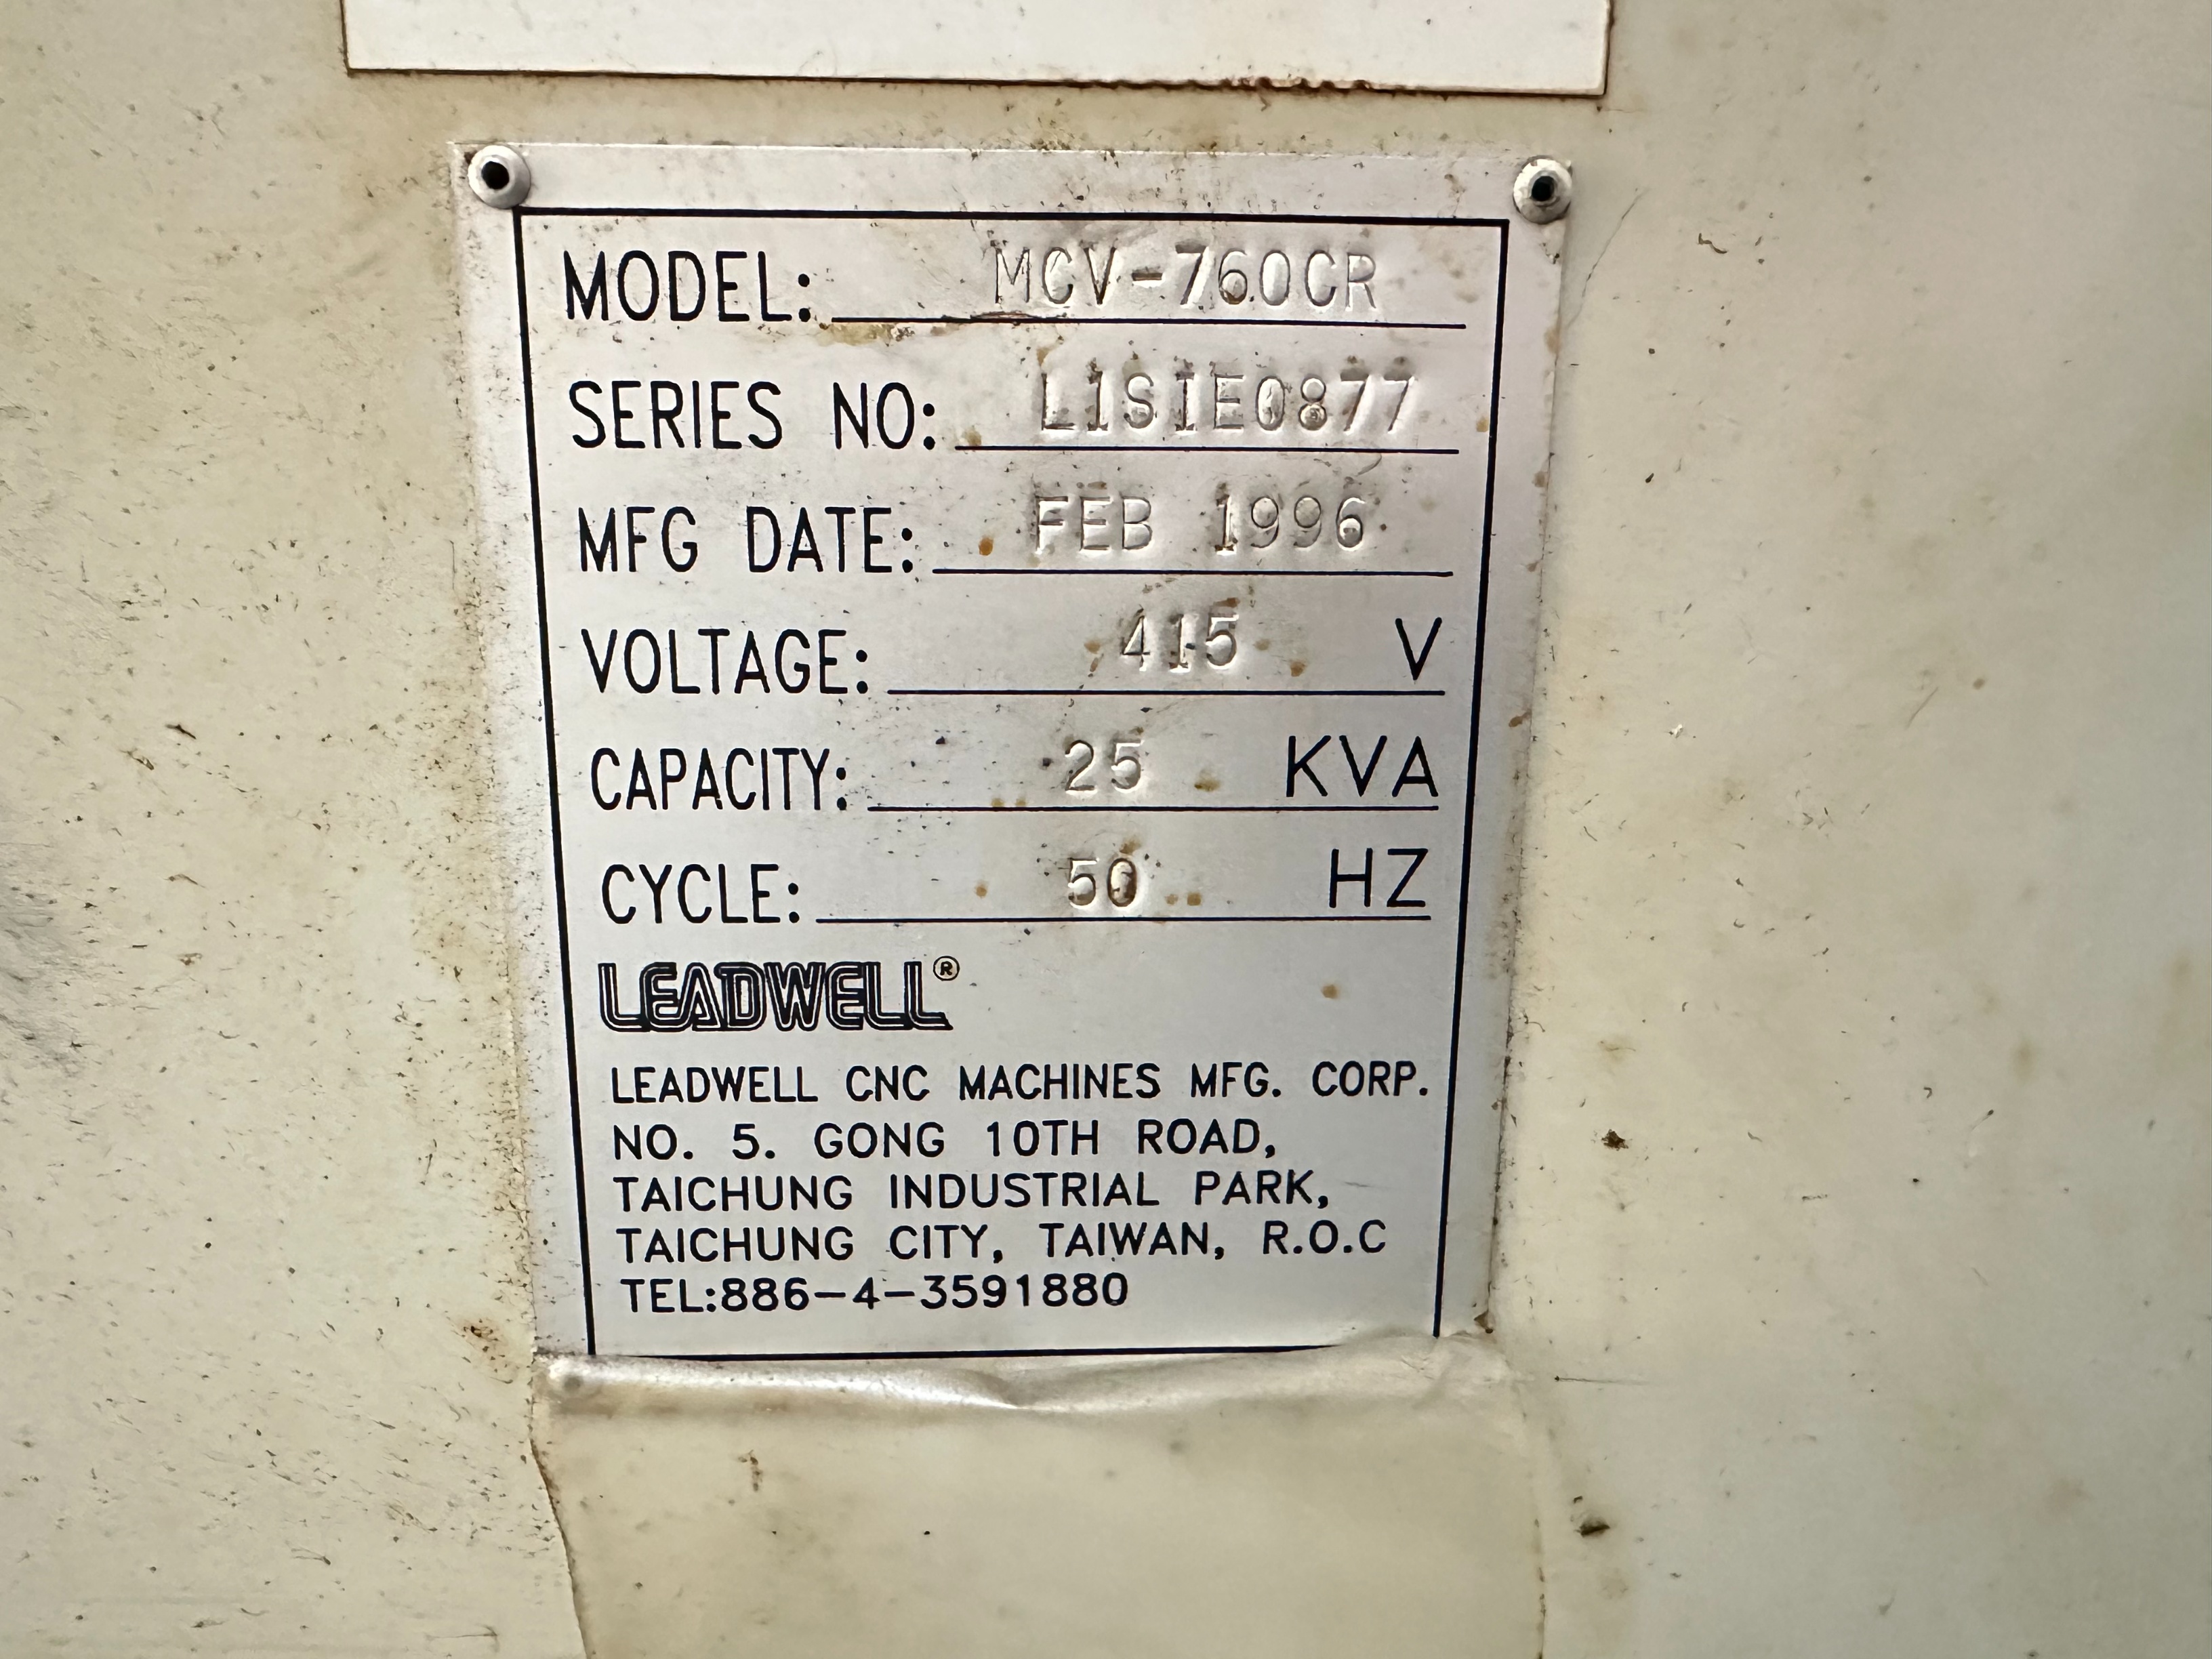 MODEL: MCV-760CR
SERIES NO: L1SIE0877
MFG DATE: FEB 1996
VOLTAGE: 415 V
CAPACITY: 25 KVA
CYCLE: 50 HZ
LEADWELL®
LEADWELL CNC MACHINES MFG. CORP.
NO. 5. GONG 10TH ROAD,
TAICHUNG INDUSTRIAL PARK,
TAICHUNG CITY, TAIWAN, R.O.C
TEL:886-4-3591880